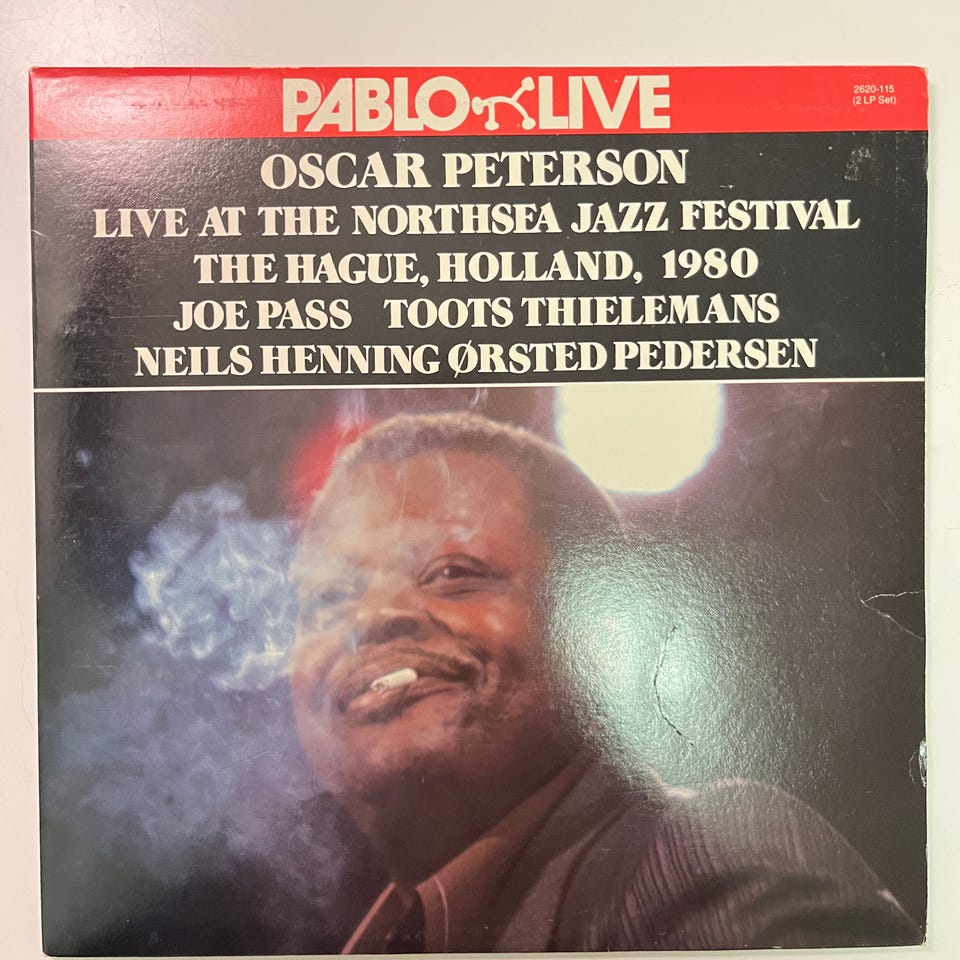 PABLO LIVE
2620-115
(2 LP Set)
OSCAR PETERSON
LIVE AT THE NORTHSEA JAZZ FESTIVAL
THE HAGUE, HOLLAND, 1980
JOE PASS TOOTS THIELEMANS
NEILS HENNING ØRSTED PEDERSEN